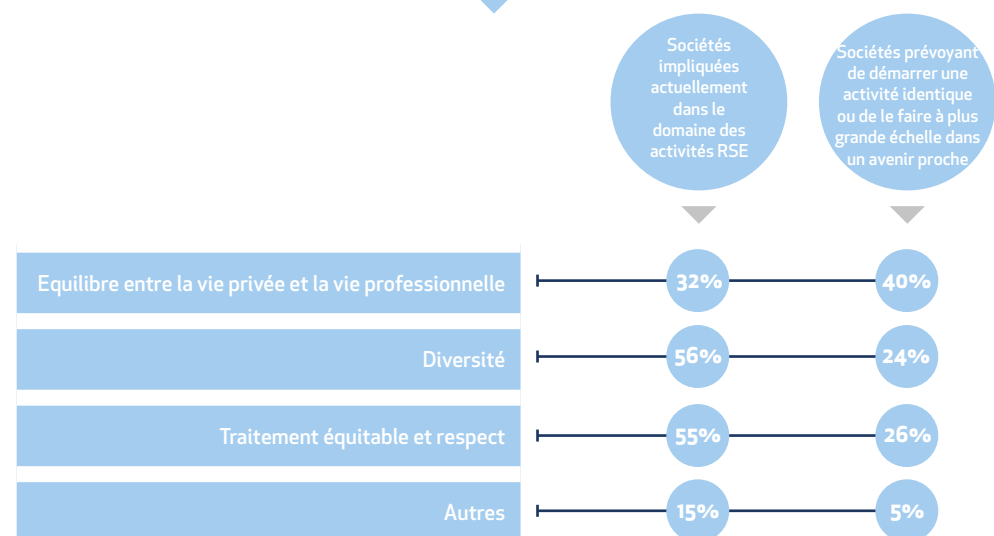 Sociétés
impliquées
actuellement
dans le
domaine des
activités RSE
Sociétés prévoyant
de démarrer une
activité identique
ou de le faire à plus
grande échelle dans
un avenir proche
Equilibre entre la vie privée et la vie professionnelle
32%
40%
Diversité
56%
24%
Traitement équitable et respect
55%
26%
Autres
15%
5%